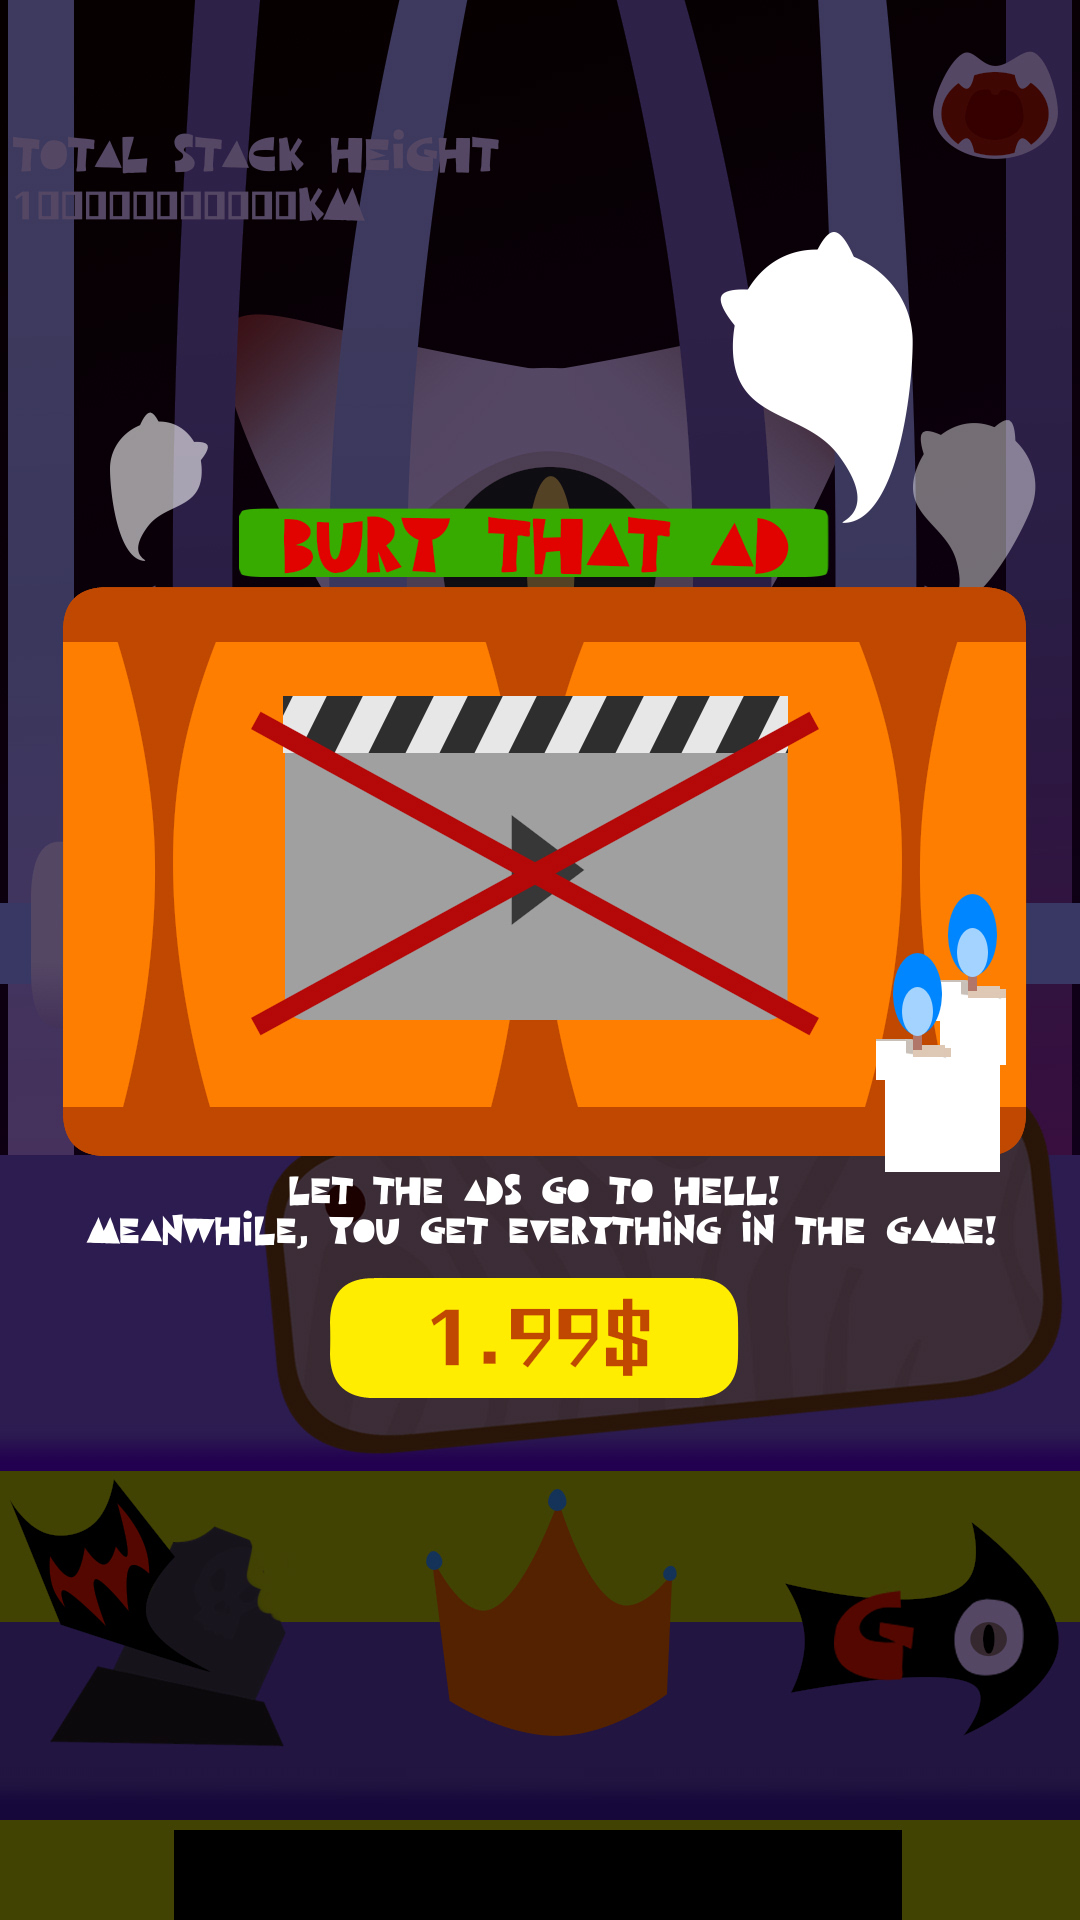 TOTAL STACK HEIGHT
BURY THAT AD
LET THE ADS GO TO HELL!
MEANWHILE, YOU GET EVERYTHING IN THE GAME!
1.99$
G